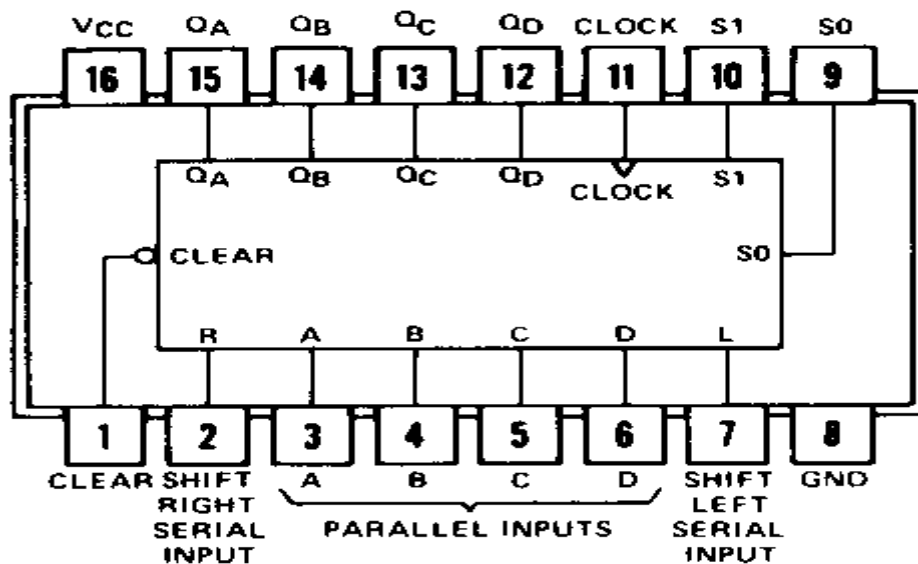 VCC QA QB QC QD CLOCK S1 S0
16 15 14 13 12 11 10 9
QA QB QC QD CLOCK S1
CLEAR S0
R A B C D L
1 2 3 4 5 6 7 8
CLEAR SHIFT RIGHT SERIAL INPUT A B C D SHIFT LEFT SERIAL INPUT GND
PARALLEL INPUTS